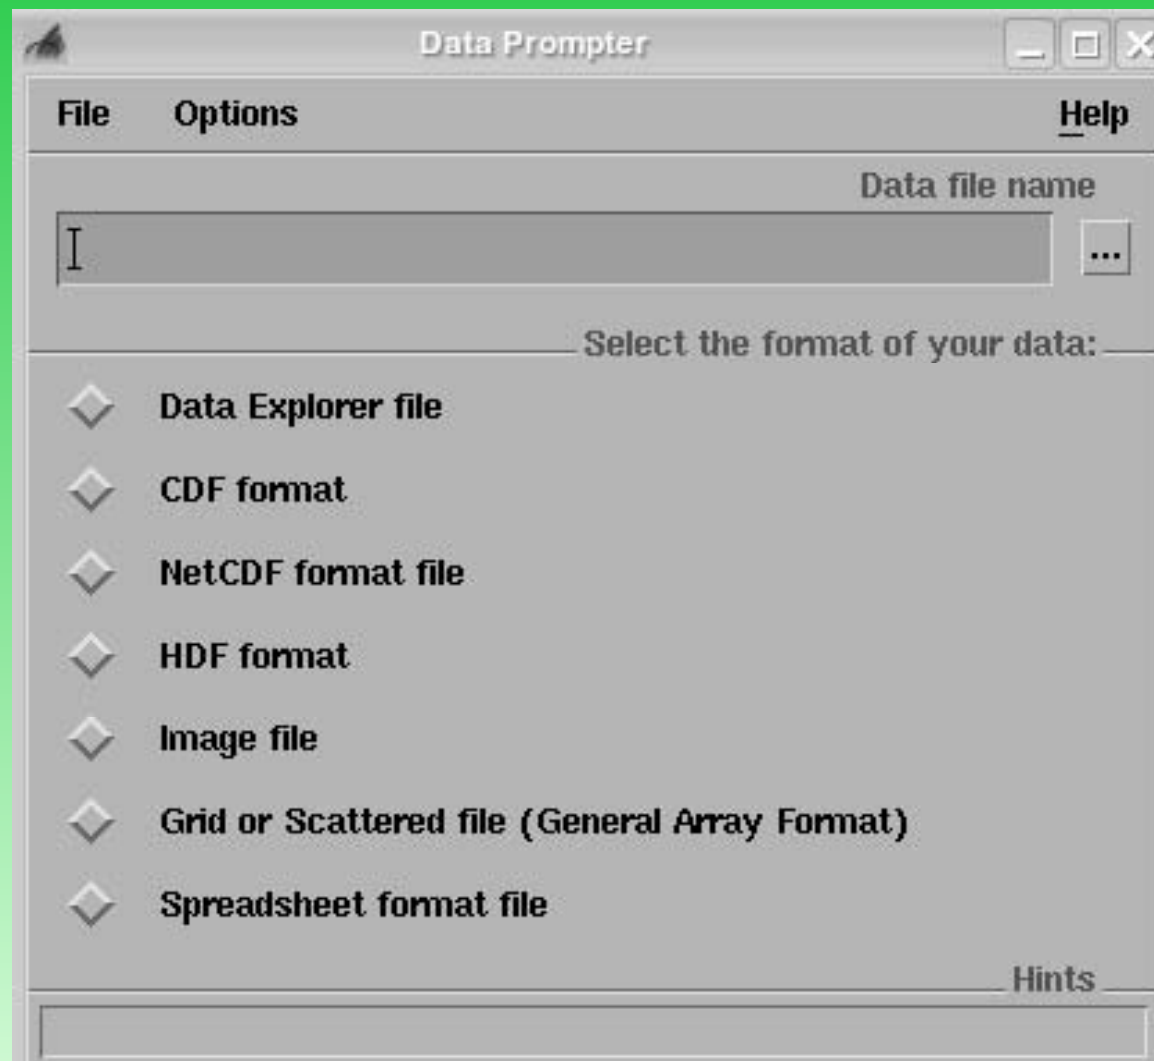 Data Prompter
File Options Help
Data file name
...
Select the format of your data:
Data Explorer file
CDF format
NetCDF format file
HDF format
Image file
Grid or Scattered file (General Array Format)
Spreadsheet format file
Hints